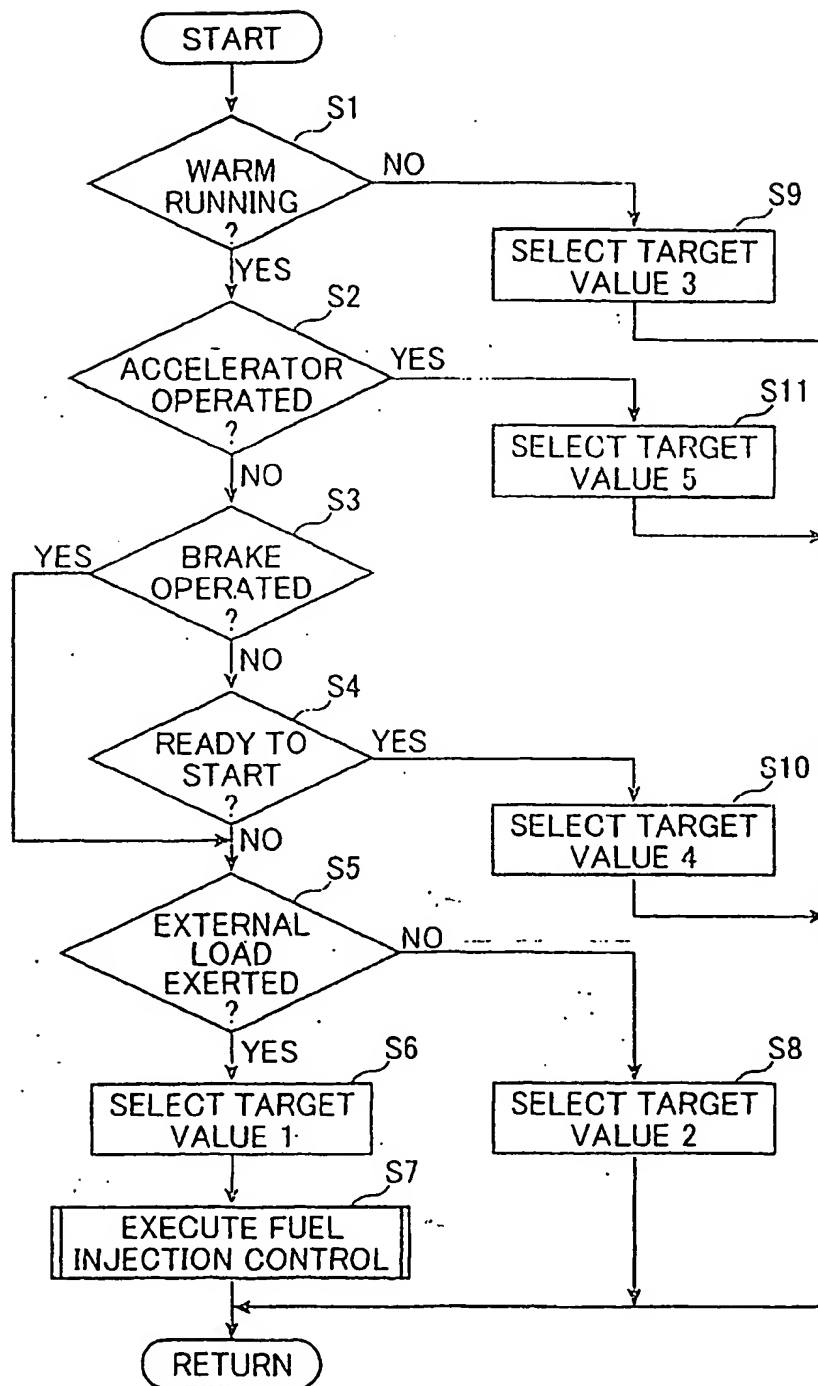 START
S1
WARM
RUNNING
?
NO
YES
S9
SELECT TARGET
VALUE 3
S2
ACCELERATOR
OPERATED
?
YES
NO
S11
SELECT TARGET
VALUE 5
S3
BRAKE
OPERATED
?
YES
NO
S4
READY TO
START
?
YES
NO
S10
SELECT TARGET
VALUE 4
S5
EXTERNAL
LOAD
EXERTED
?
NO
YES
S6
SELECT TARGET
VALUE 1
S8
SELECT TARGET
VALUE 2
S7
EXECUTE FUEL
INJECTION CONTROL
RETURN